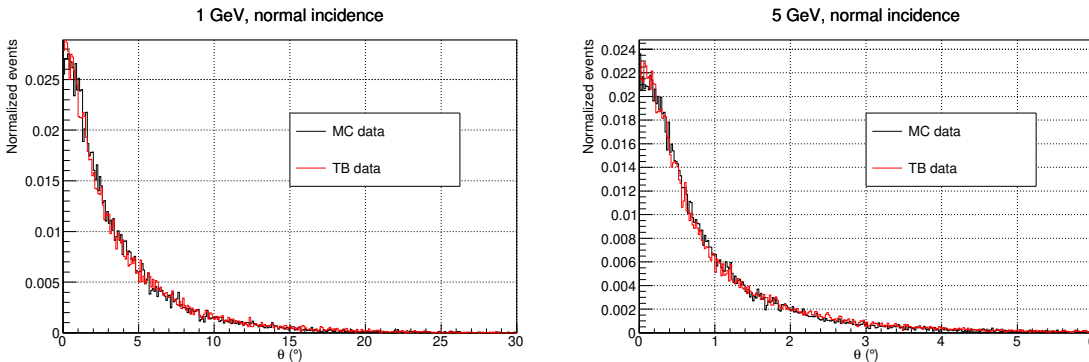 1 GeV, normal incidence
Normalized events
0.025
0.02
0.015
0.01
0.005
0
0 5 10 15 20 25 30
θ (°)
MC data
TB data
5 GeV, normal incidence
Normalized events
0.024
0.022
0.02
0.018
0.016
0.014
0.012
0.01
0.008
0.006
0.004
0.002
0
0 1 2 3 4 5
θ (°)
MC data
TB data